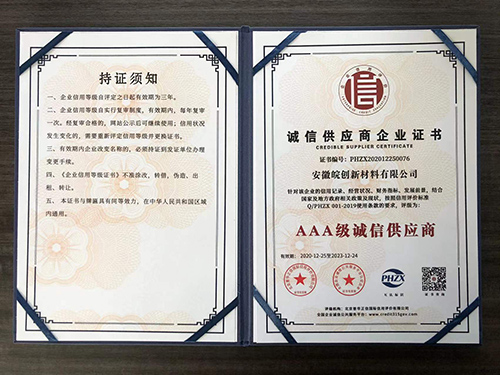 持证须知
一、企业信用等级自评定之日起有效期为三年。
二、企业信用等级自实行复审制度，有效期内，每年复审
一次。经复审合格的，网站公示后可继续使用；信用状况
发生变化的，需要重新评定信用等级并更换证书。
三、有效期内企业改变名称的，必须持到发证单位办理
变更手续。
四、《企业信用等级证书》不准涂改，转借，伪造、出
租、转让。
五、本证书与牌匾具有同等效力，在中华人民共和国区域
内通用。
信
诚信供应商企业证书
CREDIBLE SUPPLIER CERTIFICATE
证书编号：PHZX202012250076
安徽皖创新材料有限公司
针对该企业的信用记录、经营状况、财务指标、发展前景，结合
国家及地方政府相关政策及现状，按照信用评价标准
Q/PHZX 001-2019使用条款的要求，评级为：
AAA级诚信供应商
有效期： 2020-12-25至2023-12-24
PHZX